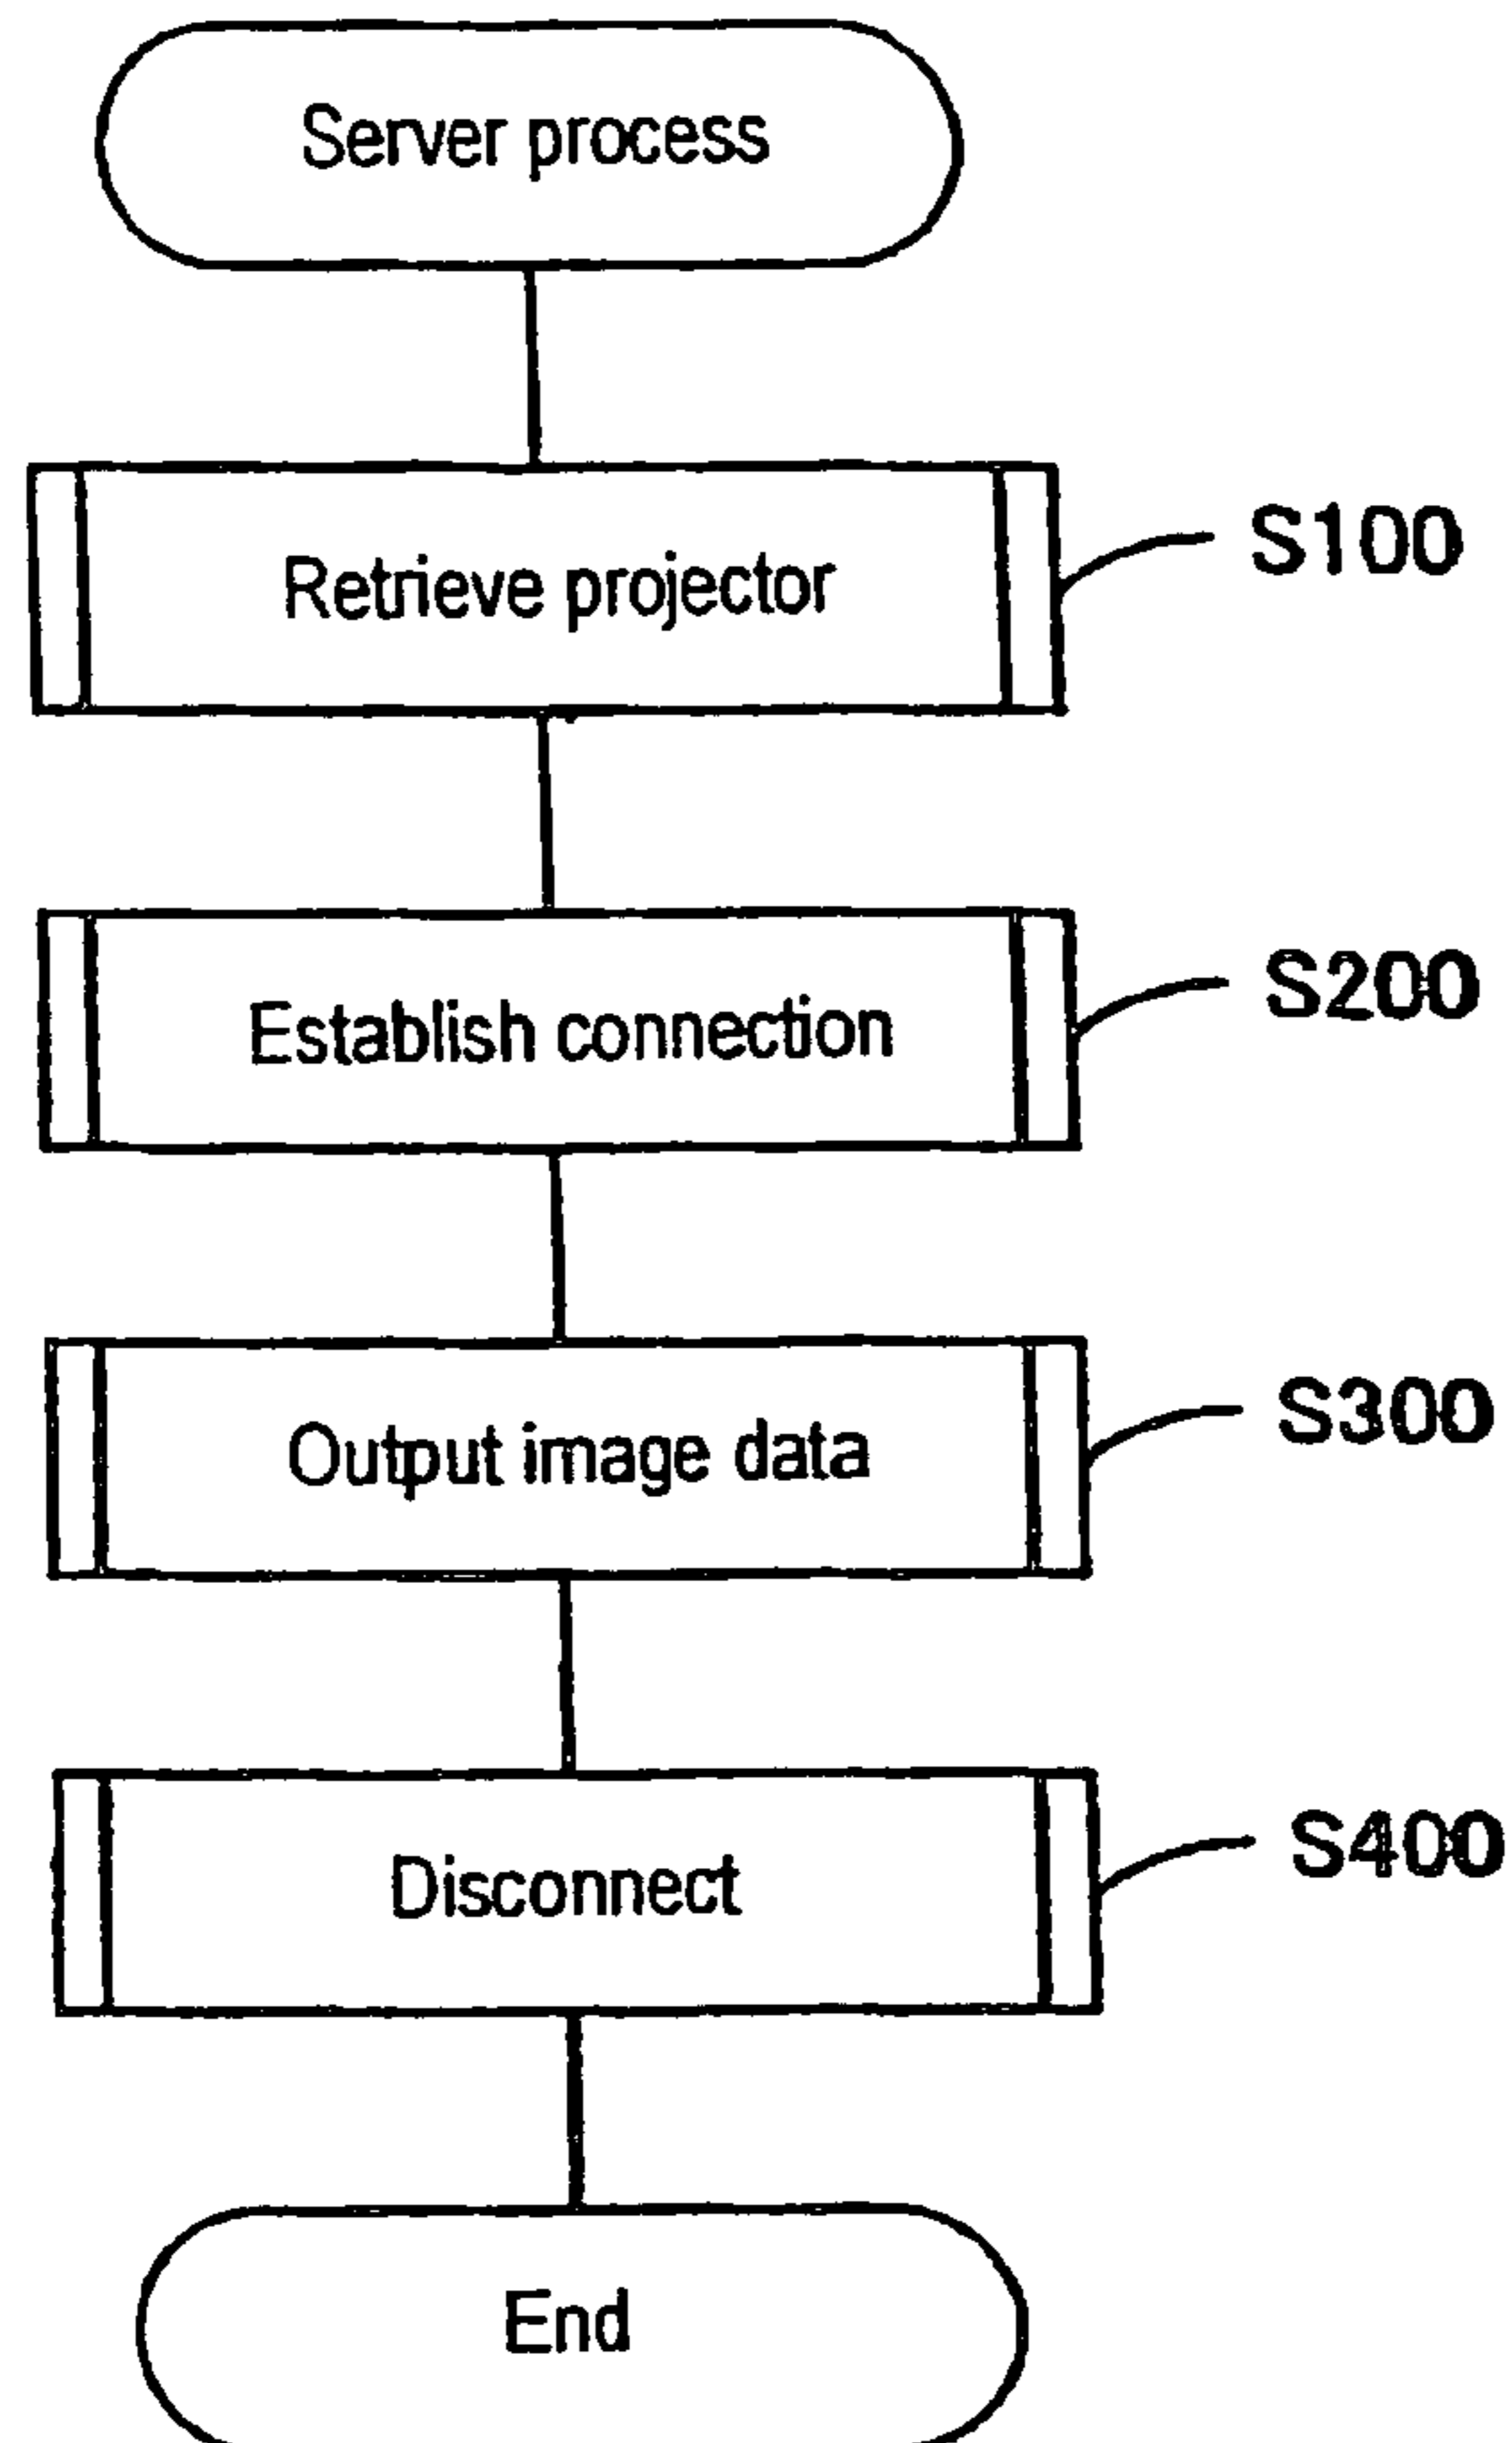 Server process
Retrieve projector
S100
Establish connection
S200
Output image data
S300
Disconnect
S400
End